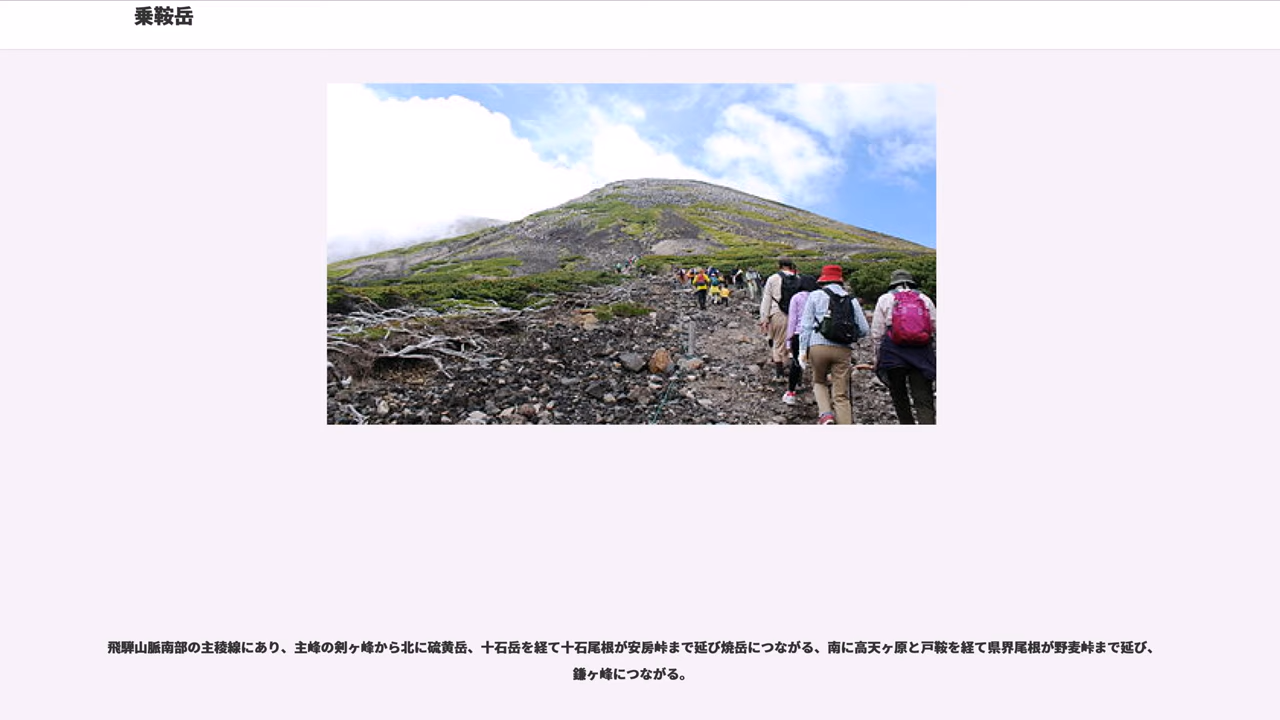 乗鞍岳
飛騨山脈南部の主稜線にあり、主峰の剣ヶ峰から北に硫黄岳、十石岳を経て十石尾根が安房峠まで延び焼岳につながる、南に高天ヶ原と戸鞍を経て県界尾根が野麦峠まで延び、
鎌ヶ峰につながる。